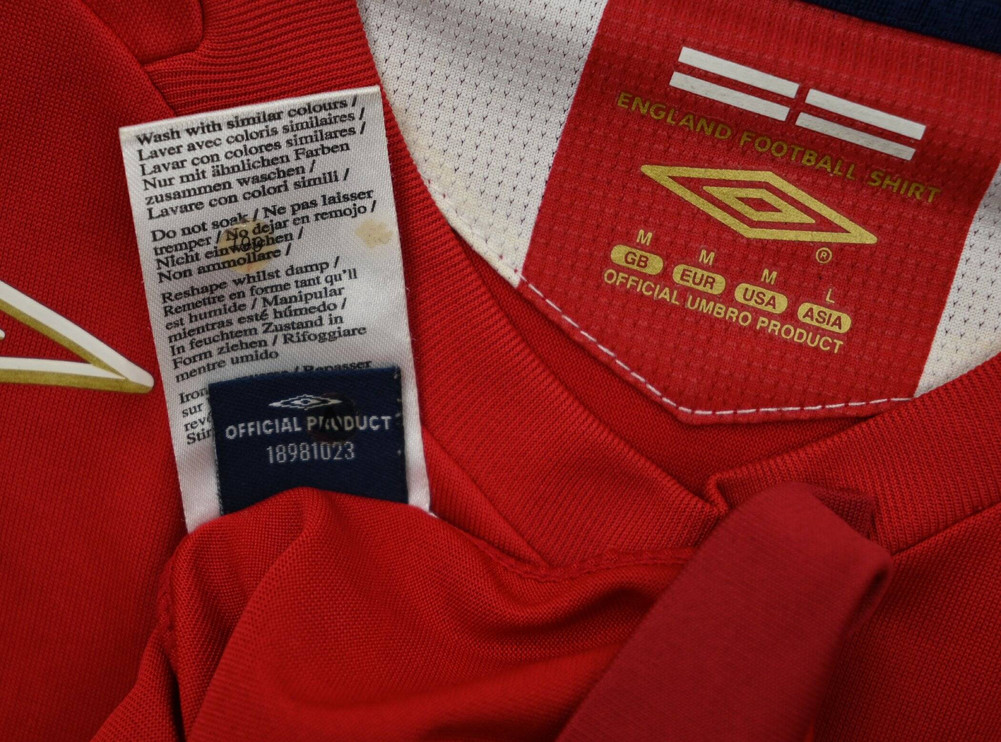 Wash with similar colours /
Laver avec coloris similaires /
Lavar con colores similares /
Nur mit ähnlichen Farben
zusammen waschen /
Lavare con colori simili /
Do not soak / Ne pas laisser
tremper / No dejar en remojo /
Nicht einweichen /
Non ammollare /
Reshape whilst damp /
Remettre en forme tant qu'il
est humide / Manipular
mientras esté húmedo /
In feuchtem Zustand in
Form ziehen / Rifoggiare
mentre umido
Iron
sur
OFFICIAL PRODUCT
18981023
ENGLAND FOOTBALL SHIRT
®
M M M L
GB EUR USA ASIA
OFFICIAL UMBRO PRODUCT